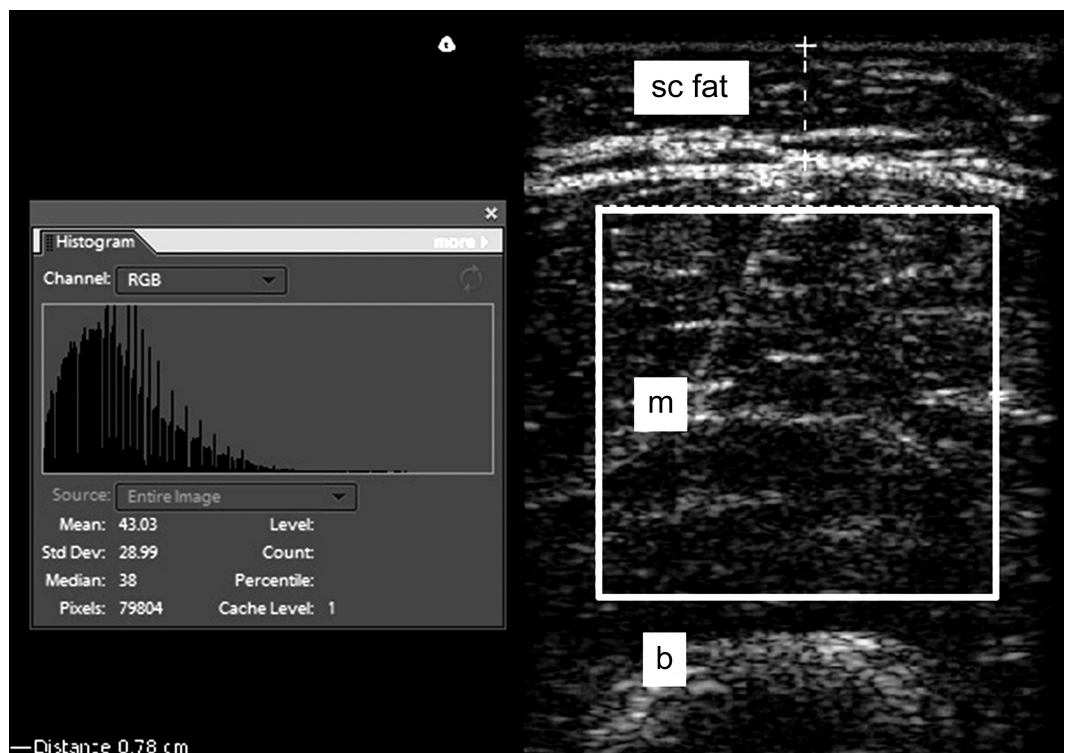 t
sc fat
Histogram
more
Channel: RGB
m
Source: Entire Image
Mean: 43.03 Level:
Std Dev: 28.99 Count:
Median: 38 Percentile:
Pixels: 79804 Cache Level: 1
b
Distance 0.78 cm